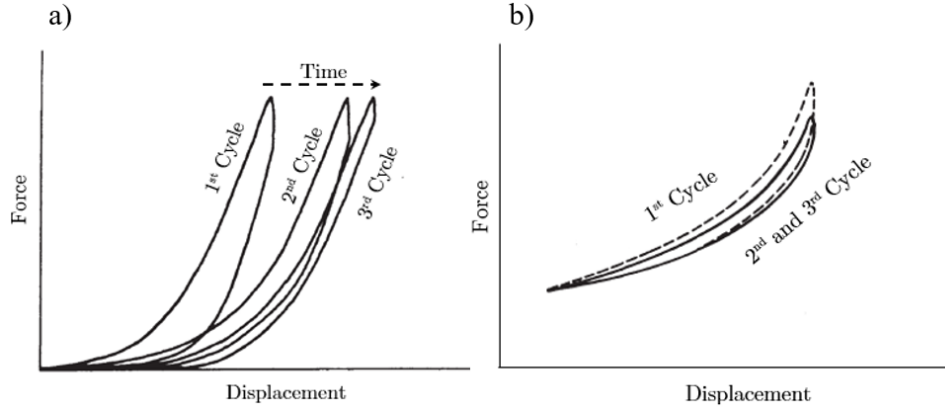 a)
Force
1st Cycle
Time
2nd Cycle
3rd Cycle
Displacement
b)
Force
1st Cycle
2nd and 3rd Cycle
Displacement